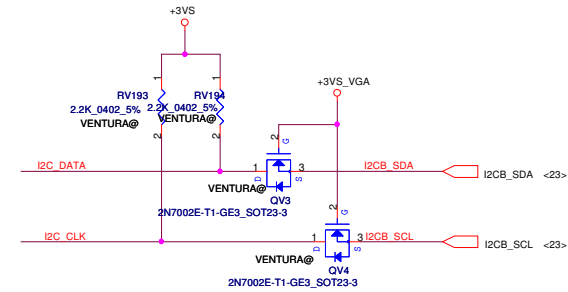 +3VS
1
1
RV193
RV194
2.2K_0402_5%
2.2K_0402_5%
VENTURA@
VENTURA@
2
2
+3VS_VGA
2
G
I2C_DATA
1
3
I2CB_SDA
I2CB_SDA <23>
D
S
VENTURA@
QV3
2N7002E-T1-GE3_SOT23-3
2
G
I2C_CLK
1
3
I2CB_SCL
I2CB_SCL <23>
D
S
VENTURA@
QV4
2N7002E-T1-GE3_SOT23-3